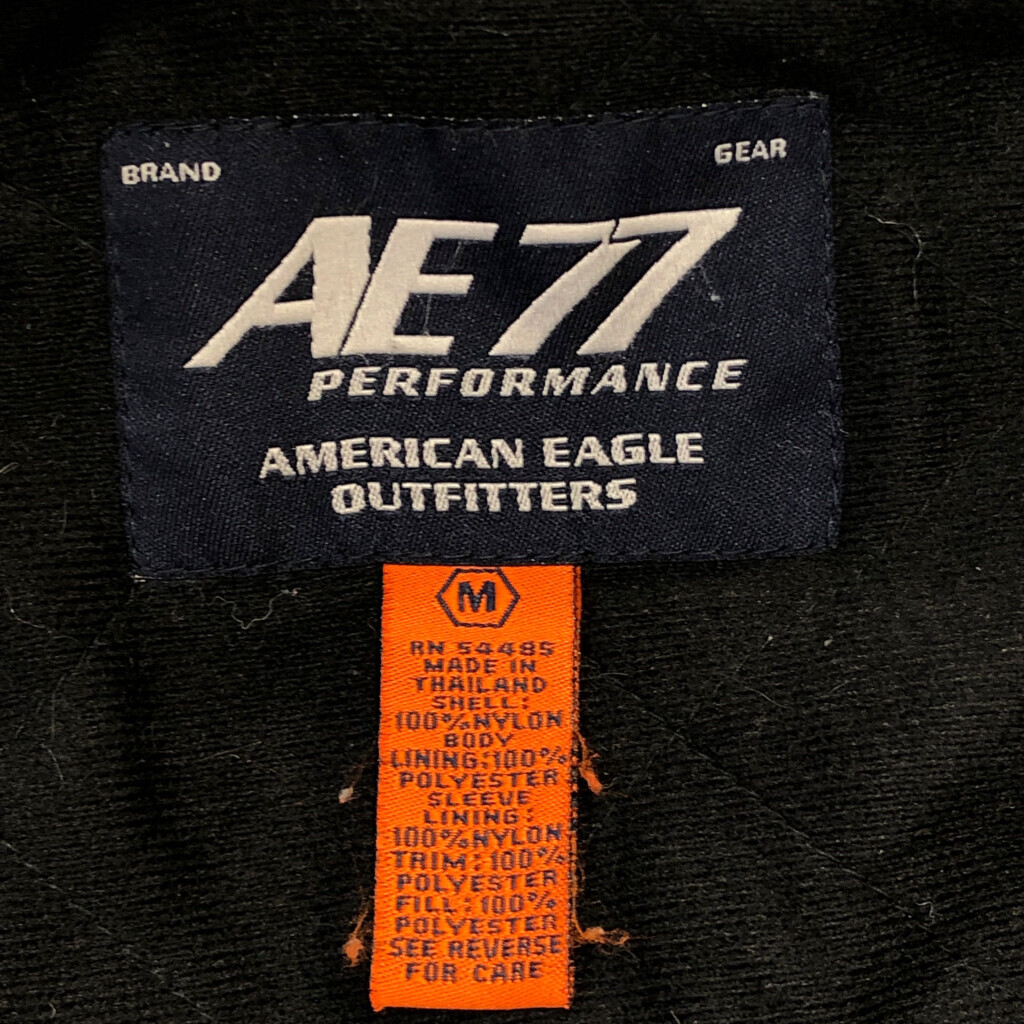 BRAND GEAR
AE77
PERFORMANCE
AMERICAN EAGLE
OUTFITTERS
M
RN 54485
MADE IN
THAILAND
SHELL:
100%NYLON
BODY
LINING:100%
POLYESTER
SLEEVE
LINING:
100%NYLON
TRIM:100%
POLYESTER
FILL:100%
POLYESTER
SEE REVERSE
FOR CARE